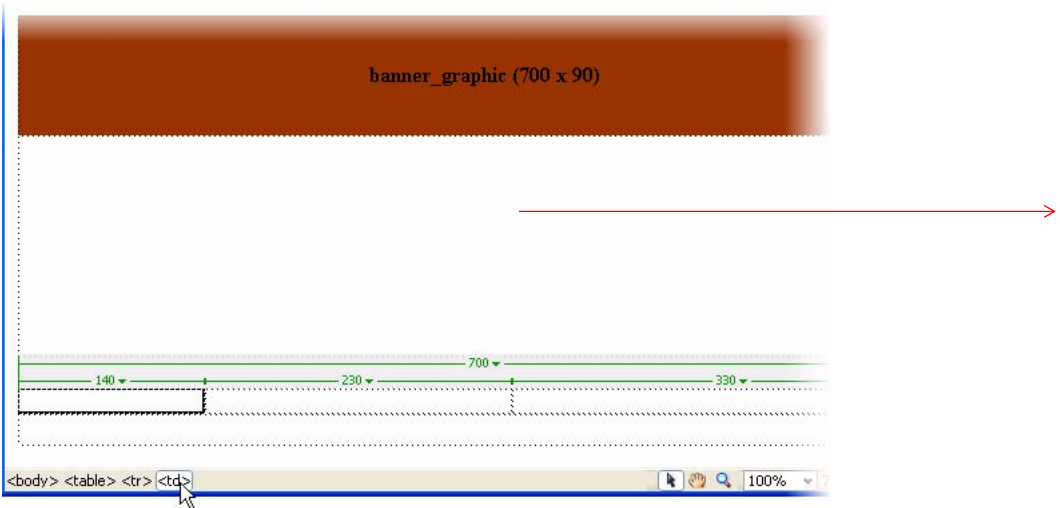 banner_graphic (700 x 90)
700
140 230 330
<body> <table> <tr> <td> 100%